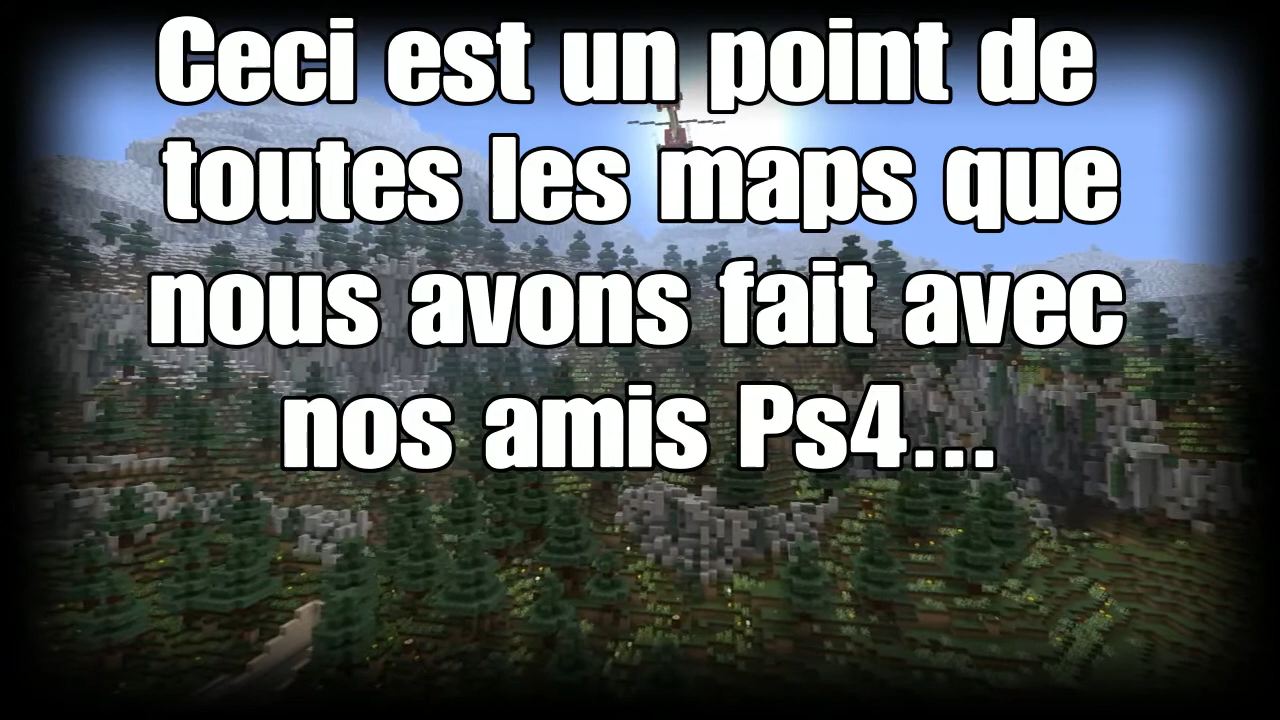 Ceci est un point de
toutes les maps que
nous avons fait avec
nos amis Ps4...